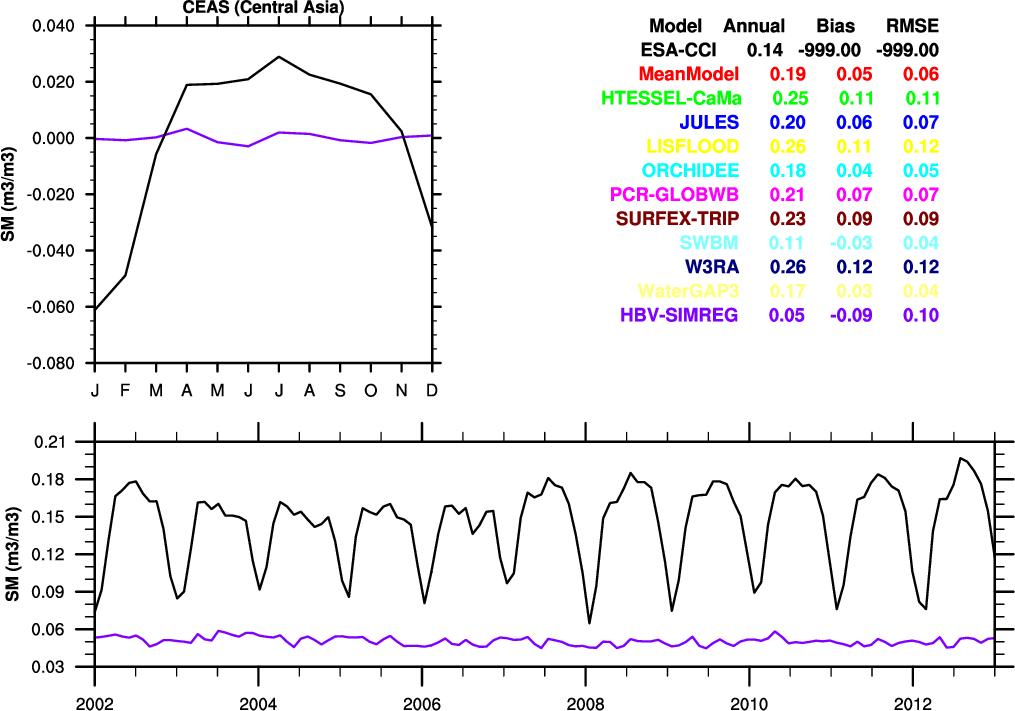 CEAS (Central Asia)
0.040
0.020
0.000
-0.020
-0.040
-0.060
-0.080
SM (m3/m3)
J F M A M J J A S O N D
Model Annual Bias RMSE
ESA-CCI 0.14 -999.00 -999.00
MeanModel 0.19 0.05 0.06
HTESSEL-CaMa 0.25 0.11 0.11
JULES 0.20 0.06 0.07
LISFLOOD 0.26 0.11 0.12
ORCHIDEE 0.18 0.04 0.05
PCR-GLOBWB 0.21 0.07 0.07
SURFEX-TRIP 0.23 0.09 0.09
SWBM 0.11 -0.03 0.04
W3RA 0.26 0.12 0.12
WaterGAP3 0.17 0.03 0.04
HBV-SIMREG 0.05 -0.09 0.10
0.21
0.18
0.15
0.12
0.09
0.06
0.03
SM (m3/m3)
2002 2004 2006 2008 2010 2012